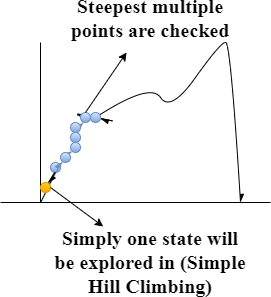 Steepest multiple
points are checked
Simply one state will
be explored in (Simple
Hill Climbing)